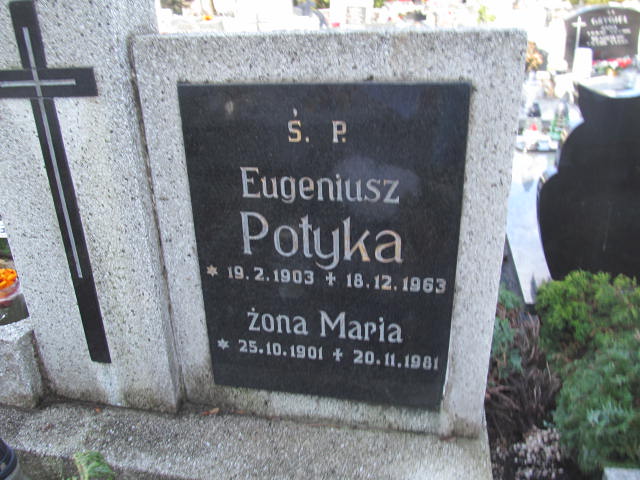 Ś. P.
Eugeniusz
Potyka
* 19.2.1903 + 18.12.1963
żona Maria
* 25.10.1901 + 20.11.1981